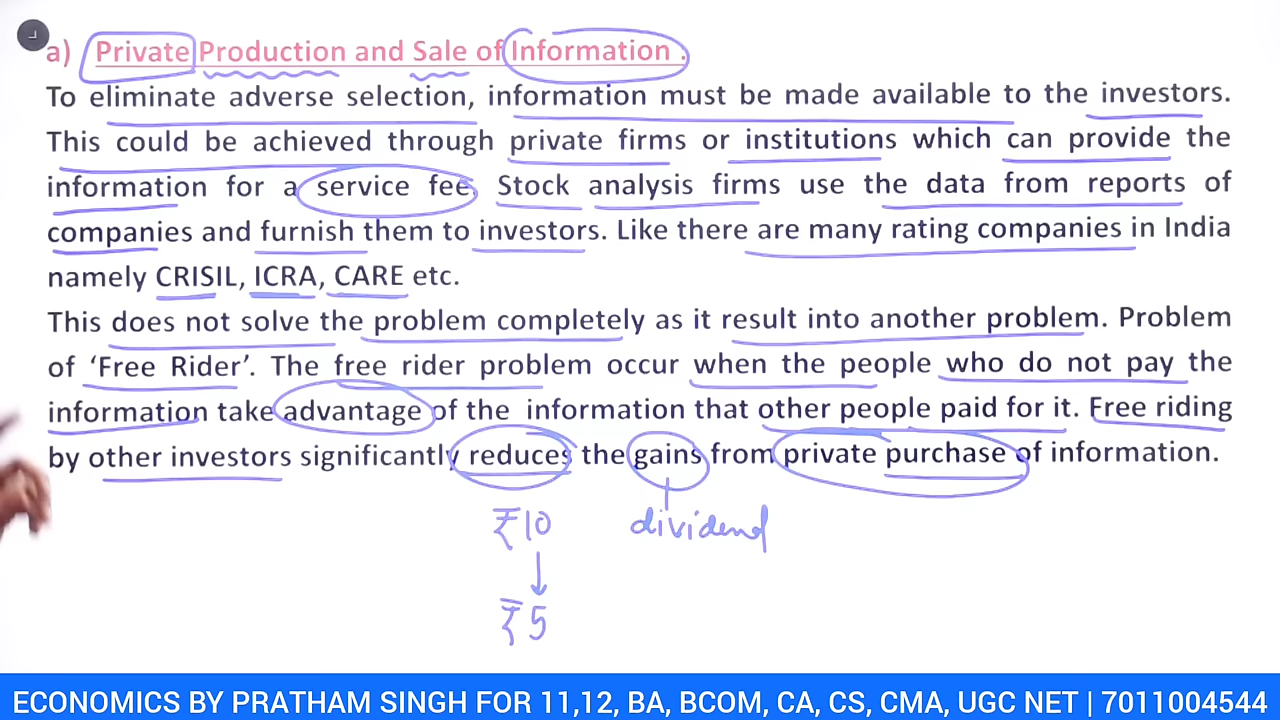 a) Private Production and Sale of Information .
To eliminate adverse selection, information must be made available to the investors.
This could be achieved through private firms or institutions which can provide the
information for a service fee. Stock analysis firms use the data from reports of
companies and furnish them to investors. Like there are many rating companies in India
namely CRISIL, ICRA, CARE etc.
This does not solve the problem completely as it result into another problem. Problem
of ‘Free Rider’. The free rider problem occur when the people who do not pay the
information take advantage of the information that other people paid for it. Free riding
by other investors significantly reduces the gains from private purchase of information.
₹10 dividend
₹5
ECONOMICS BY PRATHAM SINGH FOR 11,12, BA, BCOM, CA, CS, CMA, UGC NET | 7011004544